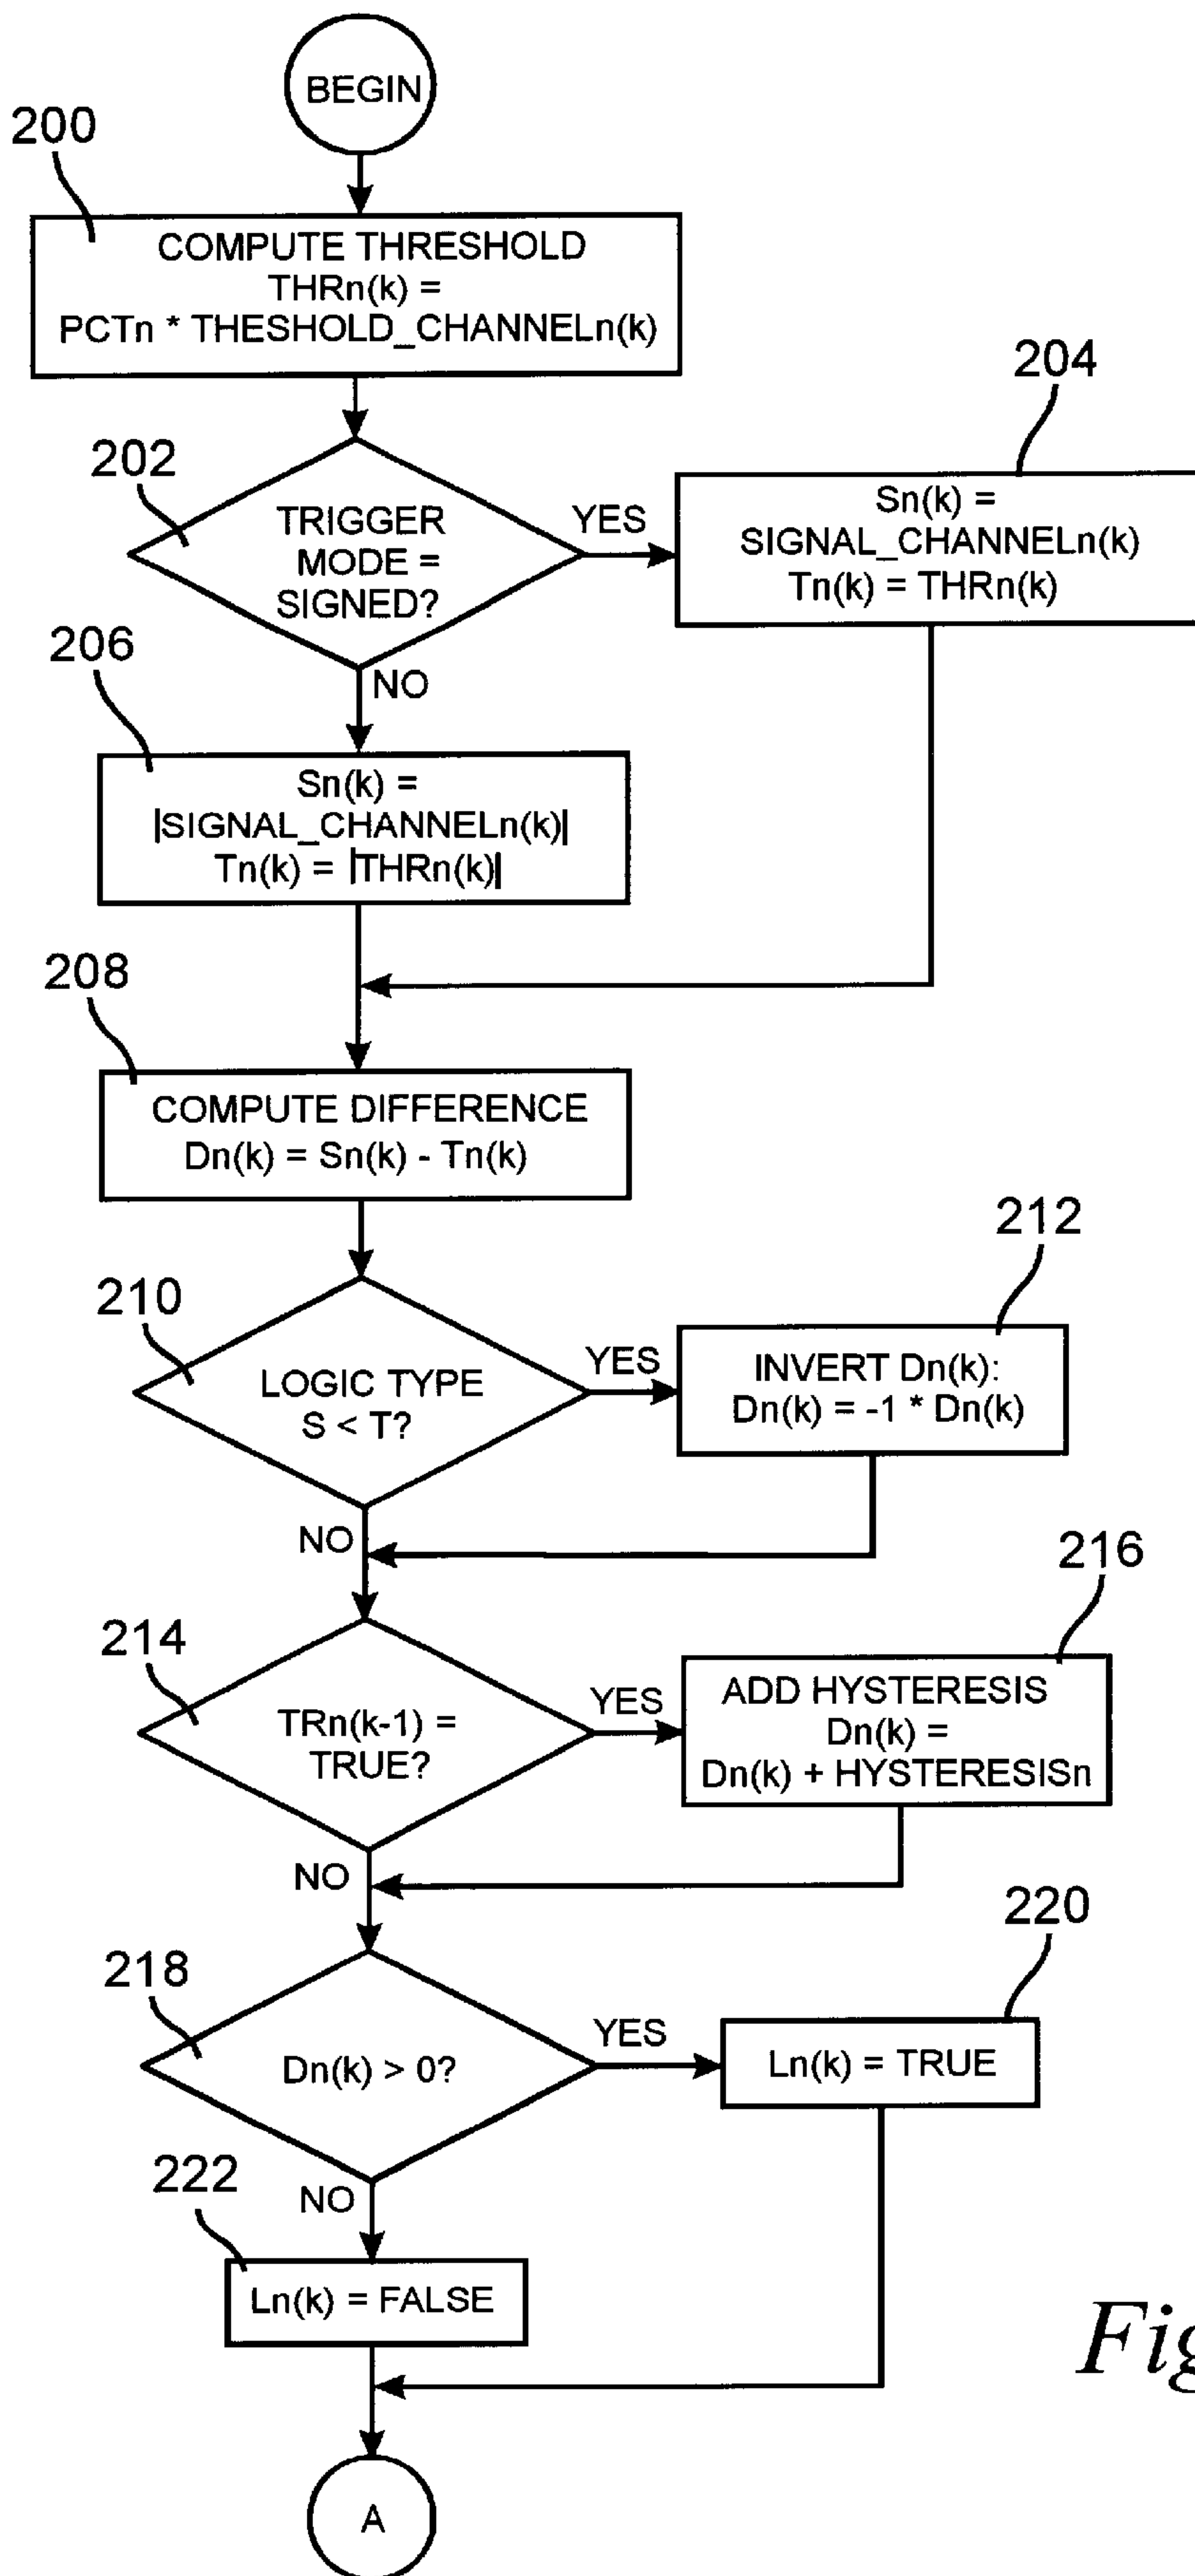 BEGIN
200
COMPUTE THRESHOLD
THRn(k) =
PCTn * THESHOLD_CHANNELn(k)
202
TRIGGER
MODE =
SIGNED?
YES
204
Sn(k) =
SIGNAL_CHANNELn(k)
Tn(k) = THRn(k)
NO
206
Sn(k) =
|SIGNAL_CHANNELn(k)|
Tn(k) = |THRn(k)|
208
COMPUTE DIFFERENCE
Dn(k) = Sn(k) - Tn(k)
210
LOGIC TYPE
S < T?
YES
212
INVERT Dn(k):
Dn(k) = -1 * Dn(k)
NO
214
TRn(k-1) =
TRUE?
YES
216
ADD HYSTERESIS
Dn(k) =
Dn(k) + HYSTERESISn
NO
218
Dn(k) > 0?
YES
220
Ln(k) = TRUE
NO
222
Ln(k) = FALSE
A